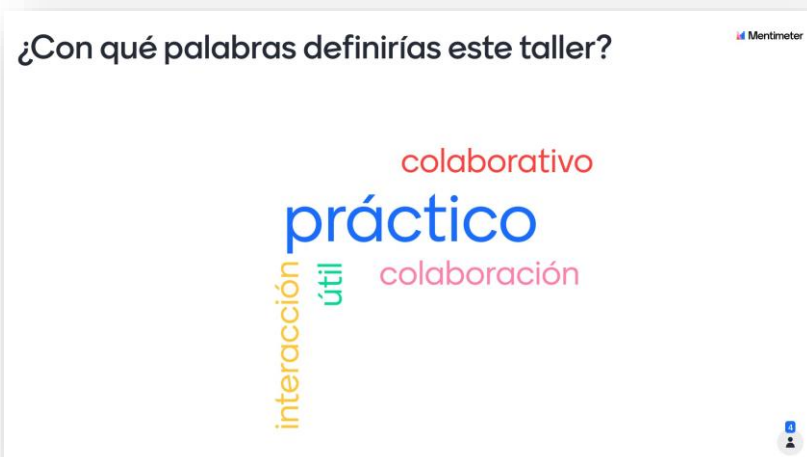 ¿Con qué palabras definirías este taller?
Mentimeter
colaborativo
práctico
interacción
útil
colaboración
4